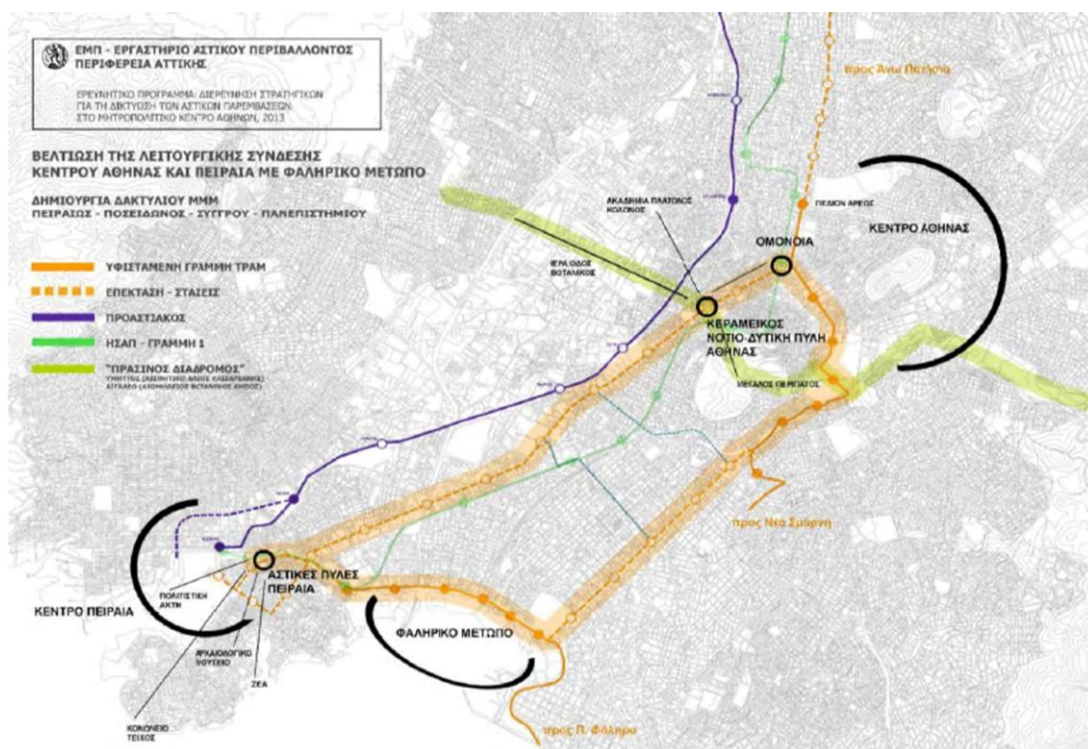 ΕΜΠ - ΕΡΓΑΣΤΗΡΙΟ ΑΣΤΙΚΟΥ ΠΕΡΙΒΑΛΛΟΝΤΟΣ
ΠΕΡΙΦΕΡΕΙΑ ΑΤΤΙΚΗΣ
ΕΡΕΥΝΗΤΙΚΟ ΠΡΟΓΡΑΜΜΑ: ΔΙΕΡΕΥΝΗΣΗ ΣΤΡΑΤΗΓΙΚΩΝ
ΓΙΑ ΤΗ ΔΙΚΤΥΩΣΗ ΤΩΝ ΑΣΤΙΚΩΝ ΠΑΡΕΜΒΑΣΕΩΝ
ΣΤΟ ΜΗΤΡΟΠΟΛΙΤΙΚΟ ΚΕΝΤΡΟ ΑΘΗΝΩΝ, 2013
ΒΕΛΤΙΩΣΗ ΤΗΣ ΛΕΙΤΟΥΡΓΙΚΗΣ ΣΥΝΔΕΣΗΣ
ΚΕΝΤΡΟΥ ΑΘΗΝΑΣ ΚΑΙ ΠΕΙΡΑΙΑ ΜΕ ΦΑΛΗΡΙΚΟ ΜΕΤΩΠΟ
ΔΗΜΙΟΥΡΓΙΑ ΔΑΚΤΥΛΙΟΥ ΜΜΜ
ΠΕΙΡΑΙΩΣ - ΠΟΣΕΙΔΩΝΟΣ - ΣΥΓΓΡΟΥ - ΠΑΝΕΠΙΣΤΗΜΙΟΥ
ΥΦΙΣΤΑΜΕΝΗ ΓΡΑΜΜΗ ΤΡΑΜ
ΕΠΕΚΤΑΣΗ - ΣΤΑΣΕΙΣ
ΠΡΟΑΣΤΙΑΚΟΣ
ΗΣΑΠ - ΓΡΑΜΜΗ 1
"ΠΡΑΣΙΝΟΣ ΔΙΑΔΡΟΜΟΣ"
προς Άνω Πατήσια
ΠΕΔΙΟΝ ΑΡΕΩΣ
ΚΕΝΤΡΟ ΑΘΗΝΑΣ
ΑΚΑΔΗΜΙΑ ΠΛΑΤΩΝΟΣ
ΚΟΛΩΝΟΣ
ΟΜΟΝΟΙΑ
ΙΕΡΑ ΟΔΟΣ
ΒΟΤΑΝΙΚΟΣ
ΚΕΡΑΜΕΙΚΟΣ
ΝΟΤΙΟ-ΔΥΤΙΚΗ ΠΥΛΗ
ΑΘΗΝΑΣ
ΜΕΓΑΛΟΣ ΠΕΡΙΠΑΤΟΣ
προς Νέα Σμύρνη
ΑΣΤΙΚΕΣ ΠΥΛΕΣ
ΠΕΙΡΑΙΑ
ΠΟΛΙΤΙΣΤΙΚΗ
ΑΚΤΗ
ΚΕΝΤΡΟ ΠΕΙΡΑΙΑ
ΦΑΛΗΡΙΚΟ ΜΕΤΩΠΟ
ΑΡΧΑΙΟΛΟΓΙΚΟ
ΜΟΥΣΕΙΟ
ΖΕΑ
ΚΟΝΩΝΕΙΟ
ΤΕΙΧΟΣ
προς Π. Φάληρο